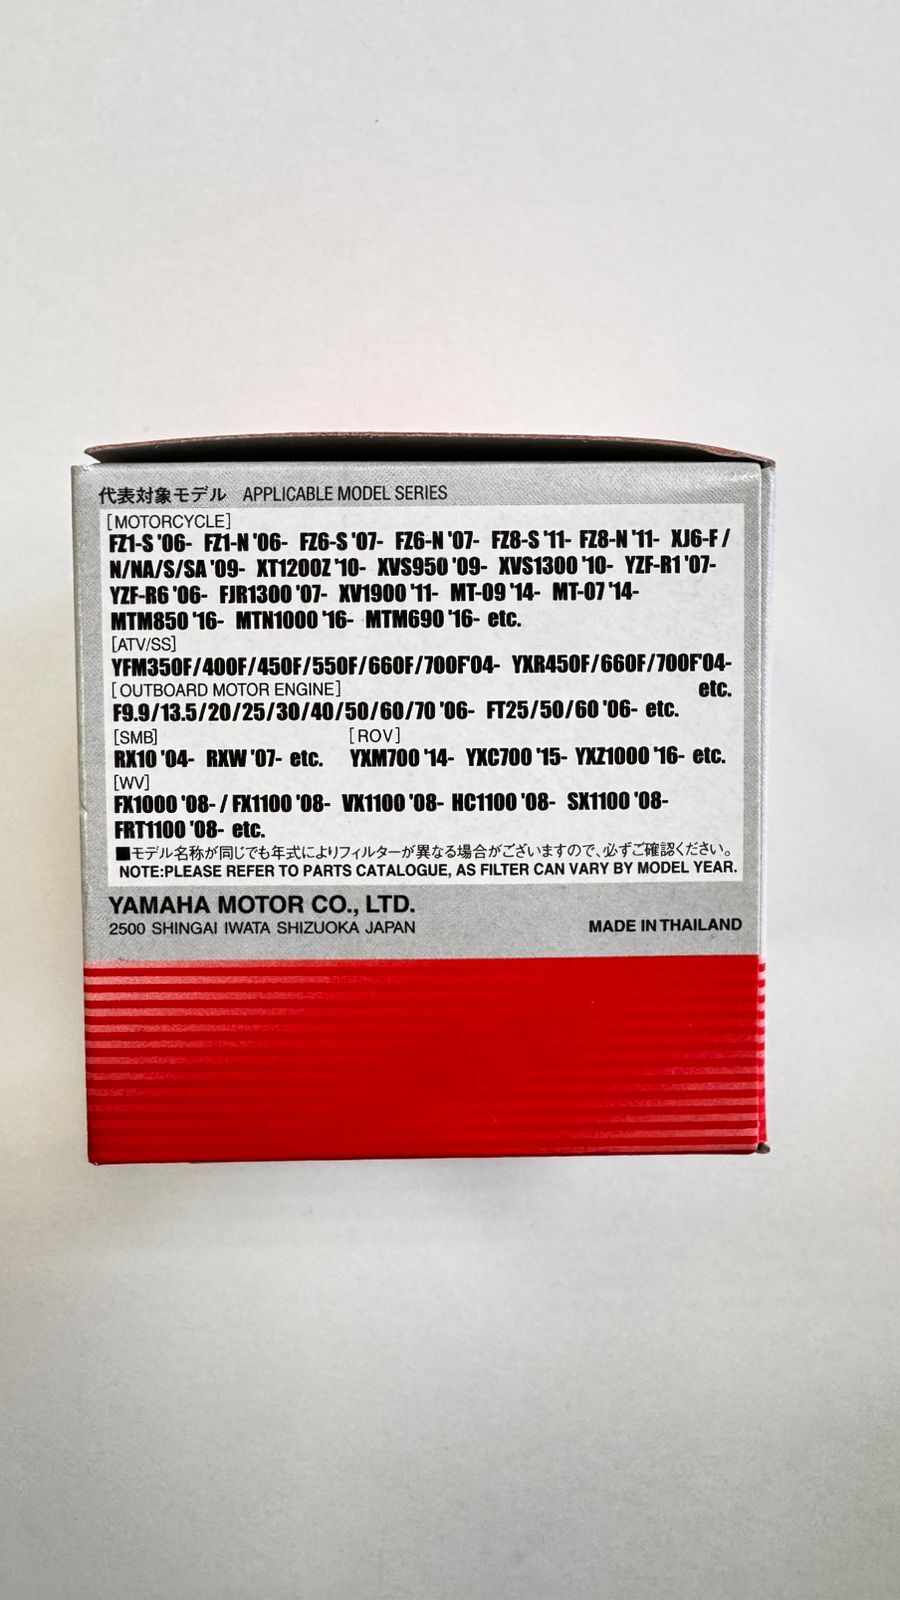 代表対象モデル APPLICABLE MODEL SERIES
[MOTORCYCLE]
FZ1-S '06- FZ1-N '06- FZ6-S '07- FZ6-N '07- FZ8-S '11- FZ8-N '11- XJ6-F /
N/NA/S/SA '09- XT1200Z '10- XVS950 '09- XVS1300 '10- YZF-R1 '07-
YZF-R6 '06- FJR1300 '07- XV1900 '11- MT-09 '14- MT-07 '14-
MTM850 '16- MTN1000 '16- MTM690 '16- etc.
[ATV/SS]
YFM350F/400F/450F/550F/660F/700F'04- YXR450F/660F/700F'04-
[OUTBOARD MOTOR ENGINE] etc.
F9.9/13.5/20/25/30/40/50/60/70 '06- FT25/50/60 '06- etc.
[SMB] [ROV]
RX10 '04- RXW '07- etc. YXM700 '14- YXC700 '15- YXZ1000 '16- etc.
[WV]
FX1000 '08- / FX1100 '08- VX1100 '08- HC1100 '08- SX1100 '08-
FRT1100 '08- etc.
■モデル名称が同じでも年式によりフィルターが異なる場合がございますので、必ずご確認ください。
NOTE:PLEASE REFER TO PARTS CATALOGUE, AS FILTER CAN VARY BY MODEL YEAR.
YAMAHA MOTOR CO., LTD.
2500 SHINGAI IWATA SHIZUOKA JAPAN MADE IN THAILAND